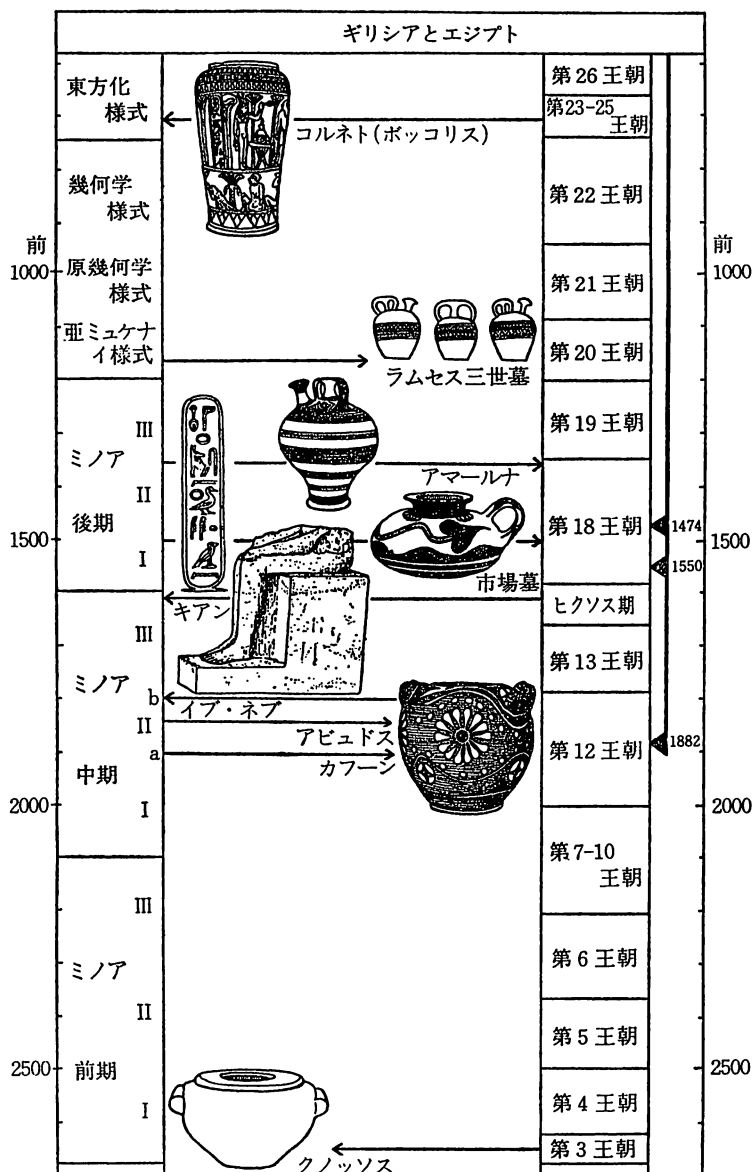 ギリシアとエジプト
東方化
様式
幾何学
様式
前
1000
原幾何学
様式
亜ミュケナ
イ様式
III
ミノア
II
後期
1500
I
III
ミノア
b
II
a
中期
2000
I
III
ミノア
II
2500
前期
I
コルネト(ボッコリス)
ラムセス三世墓
アマールナ
市場墓
キアン
イブ・ネブ
アビュドス
カフーン
クノッソス
第26王朝
第23-25
王朝
第22王朝
第21王朝
第20王朝
第19王朝
第18王朝
ヒクソス期
第13王朝
第12王朝
第7-10
王朝
第6王朝
第5王朝
第4王朝
第3王朝
前
1000
1474
1500
1550
1882
2000
2500